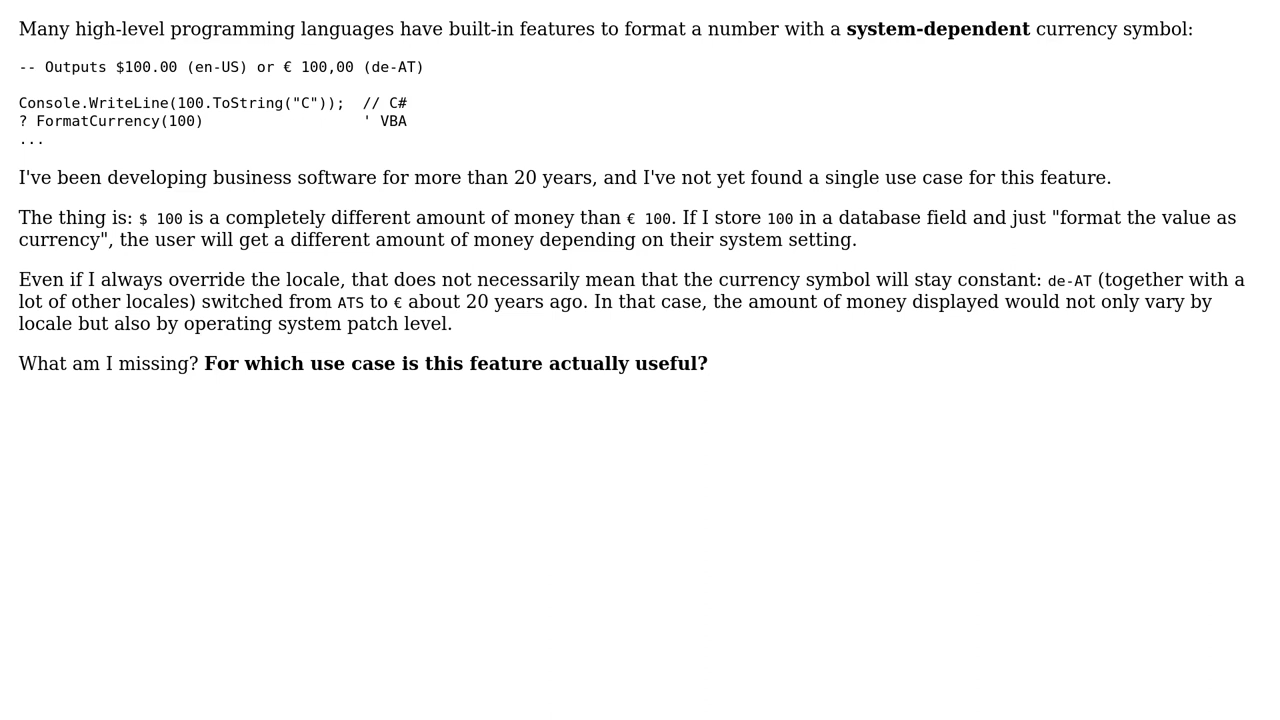 Many high-level programming languages have built-in features to format a number with a system-dependent currency symbol:
-- Outputs $100.00 (en-US) or € 100,00 (de-AT)
Console.WriteLine(100.ToString("C"));  // C#
? FormatCurrency(100)                   ' VBA
...
I've been developing business software for more than 20 years, and I've not yet found a single use case for this feature.
The thing is: $ 100 is a completely different amount of money than € 100. If I store 100 in a database field and just "format the value as
currency", the user will get a different amount of money depending on their system setting.
Even if I always override the locale, that does not necessarily mean that the currency symbol will stay constant: de-AT (together with a
lot of other locales) switched from ATS to € about 20 years ago. In that case, the amount of money displayed would not only vary by
locale but also by operating system patch level.
What am I missing? For which use case is this feature actually useful?